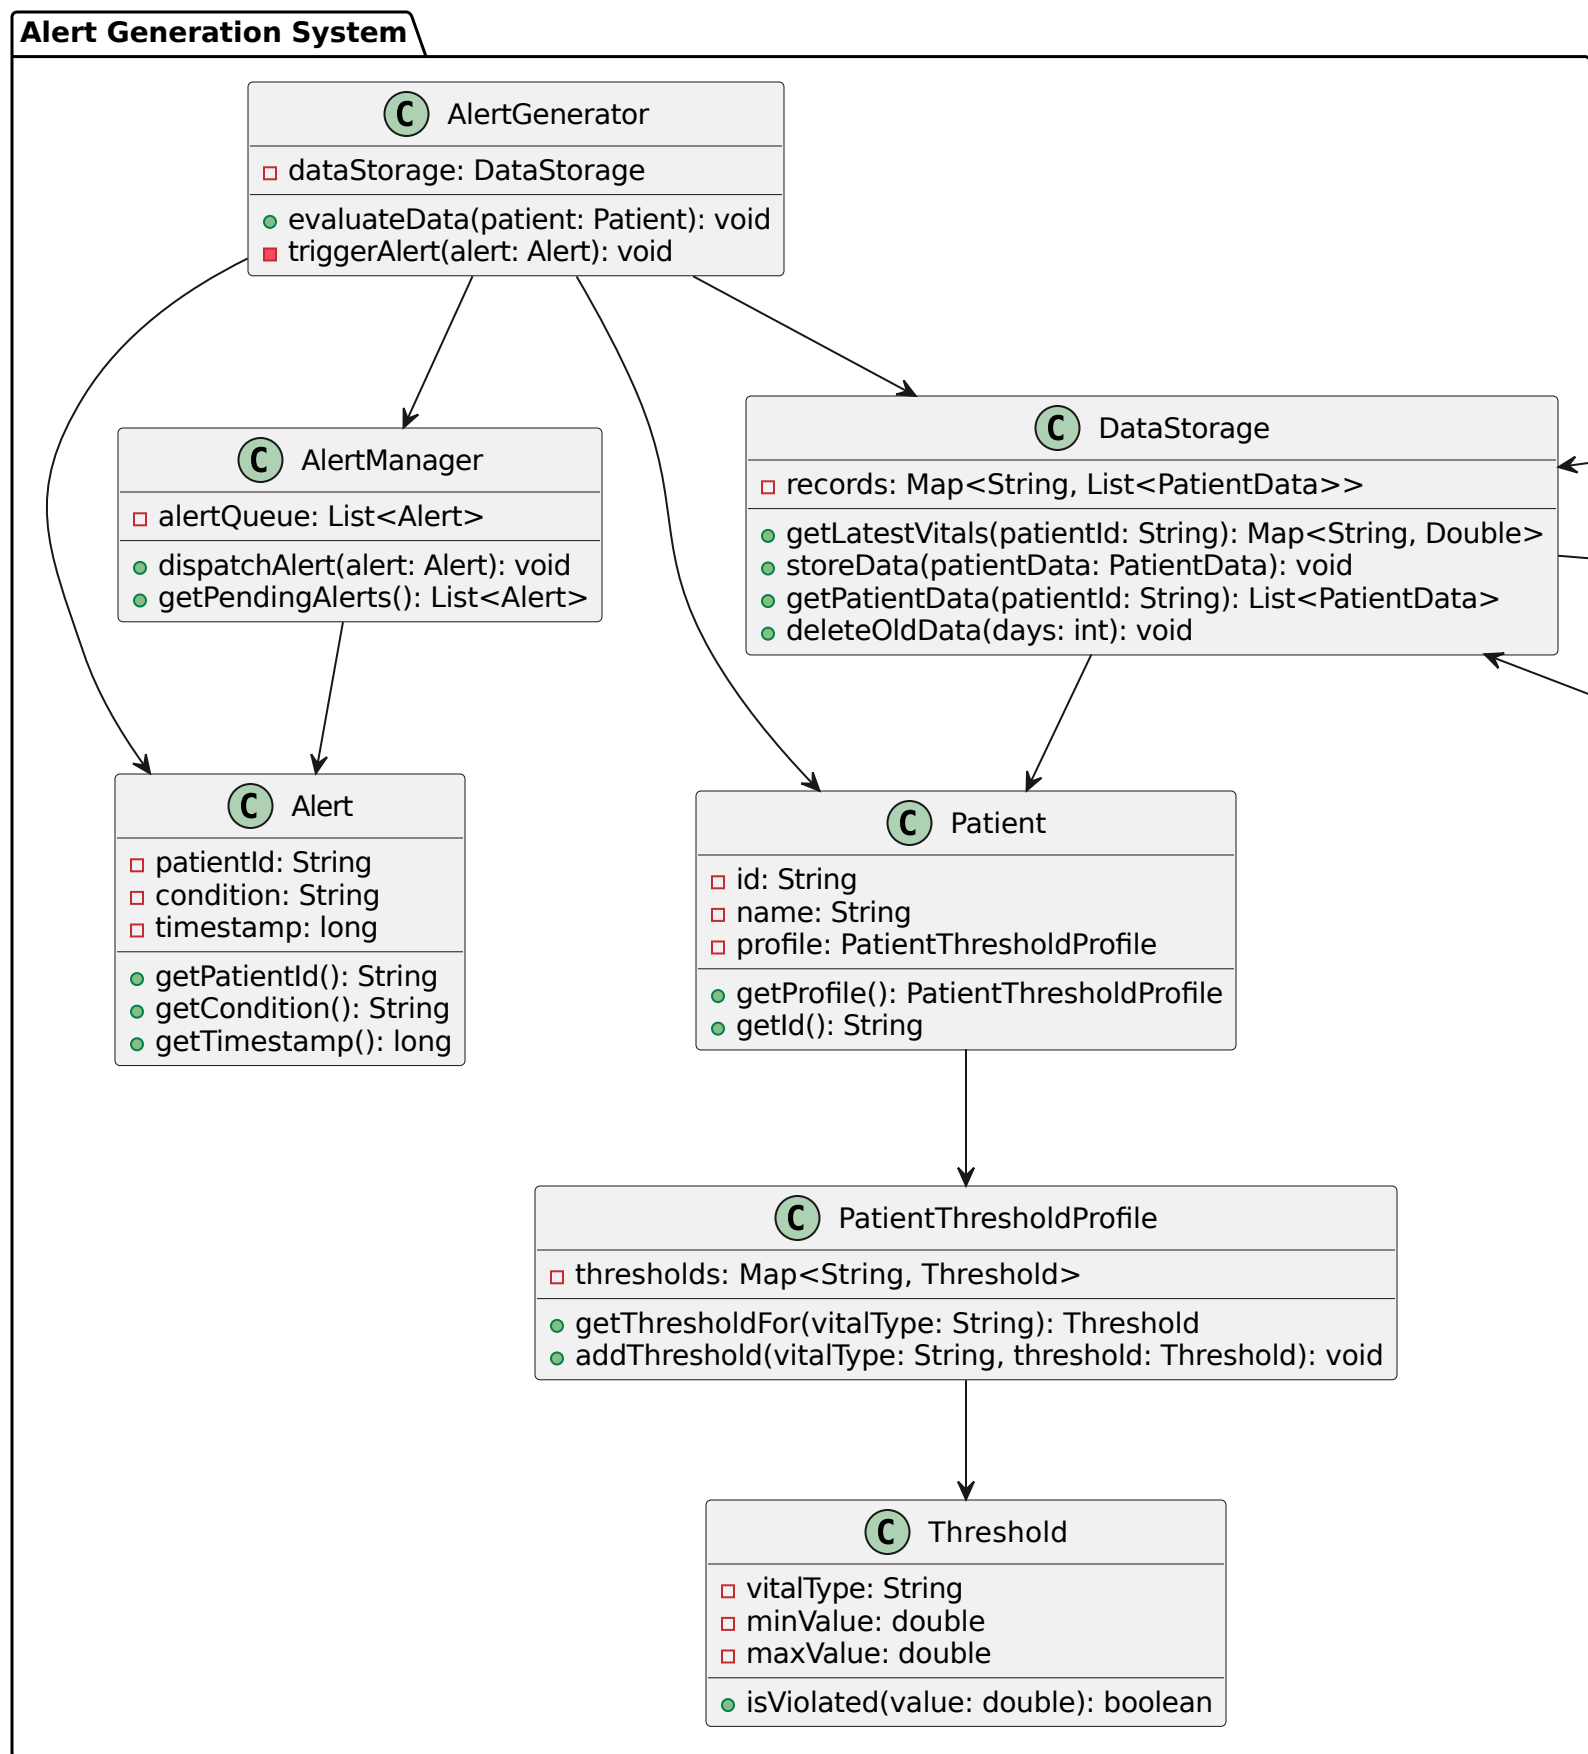 Alert Generation System
C AlertGenerator
dataStorage: DataStorage
evaluateData(patient: Patient): void
triggerAlert(alert: Alert): void
C DataStorage
records: Map<String, List<PatientData>>
getLatestVitals(patientId: String): Map<String, Double>
storeData(patientData: PatientData): void
getPatientData(patientId: String): List<PatientData>
deleteOldData(days: int): void
C AlertManager
alertQueue: List<Alert>
dispatchAlert(alert: Alert): void
getPendingAlerts(): List<Alert>
C Alert
patientId: String
condition: String
timestamp: long
getPatientId(): String
getCondition(): String
getTimestamp(): long
C Patient
id: String
name: String
profile: PatientThresholdProfile
getProfile(): PatientThresholdProfile
getId(): String
C PatientThresholdProfile
thresholds: Map<String, Threshold>
getThresholdFor(vitalType: String): Threshold
addThreshold(vitalType: String, threshold: Threshold): void
C Threshold
vitalType: String
minValue: double
maxValue: double
isViolated(value: double): boolean